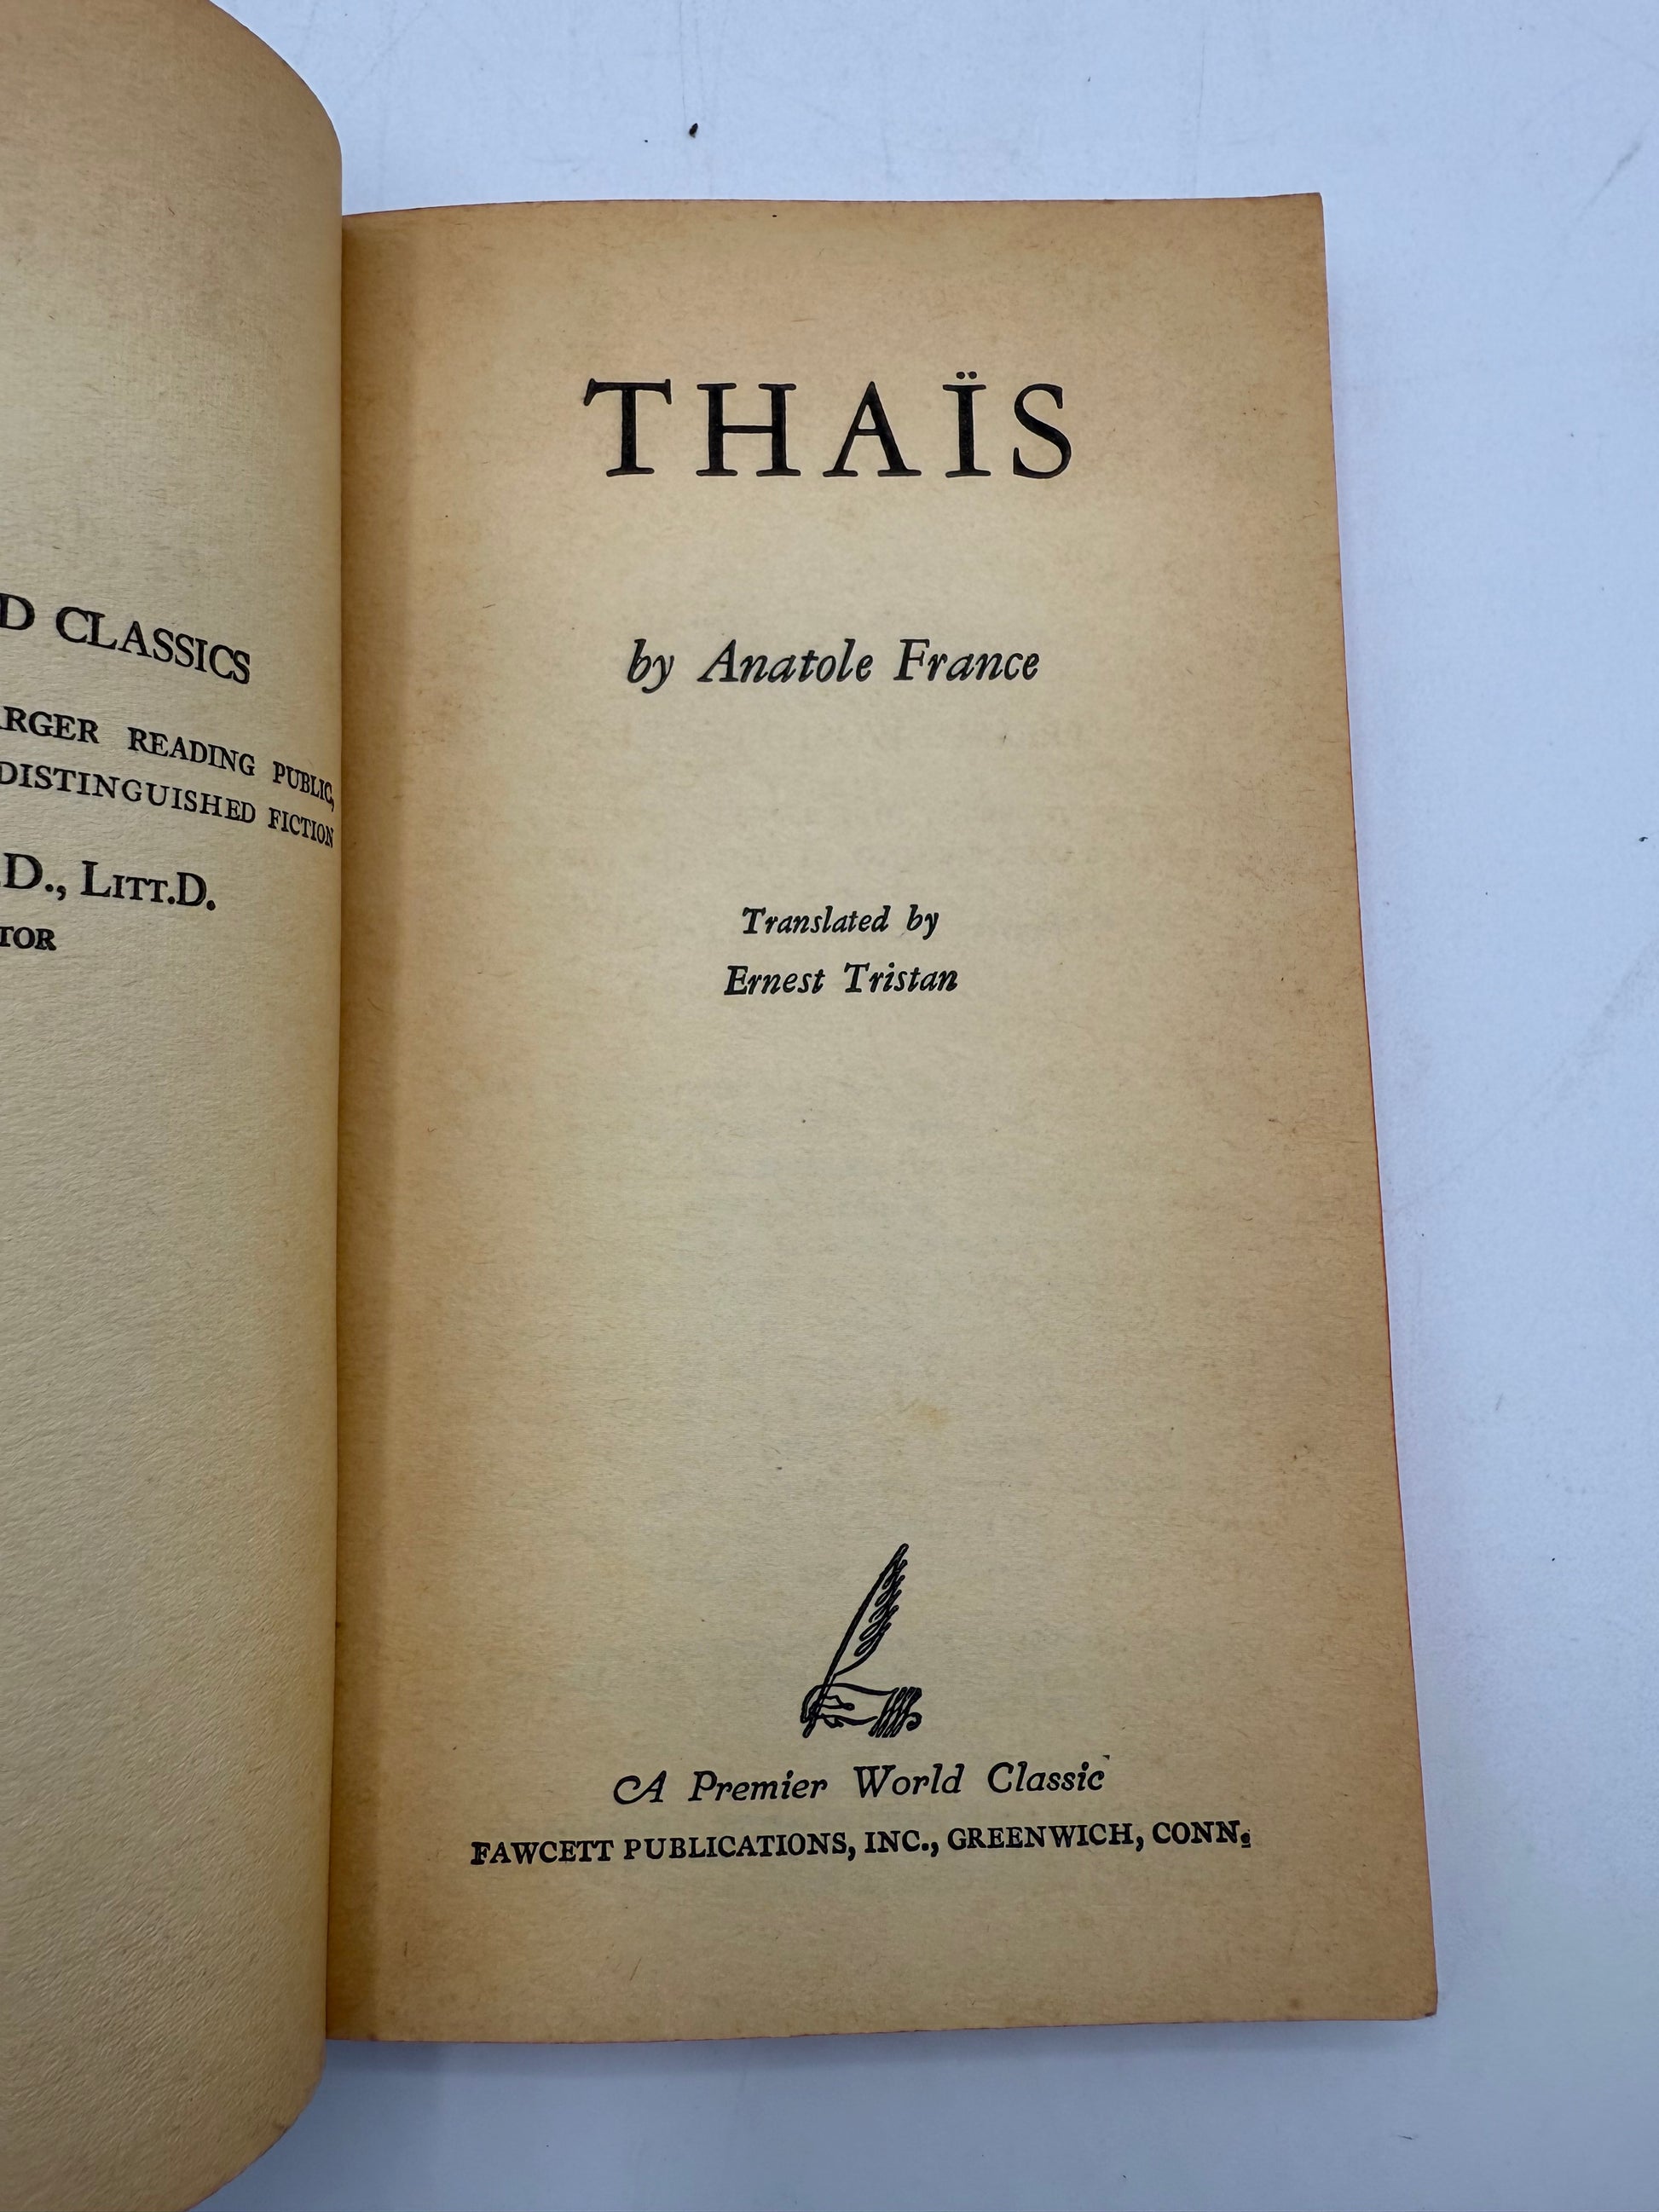 D CLASSICS
ARGER READING PUBLIC,
DISTINGUISHED FICTION
.D., LITT.D.
TOR
THAÏS
by Anatole France
Translated by
Ernest Tristan
A Premier World Classic
FAWCETT PUBLICATIONS, INC., GREENWICH, CONN.